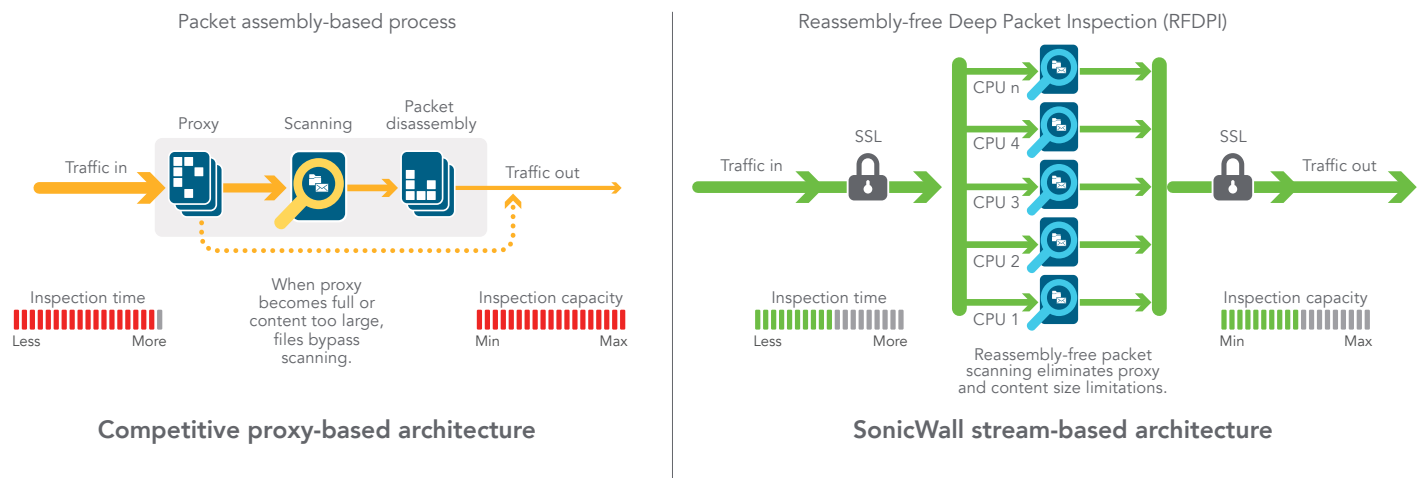 Packet assembly-based process
Proxy
Scanning
Packet
disassembly
Traffic in
Traffic out
When proxy
becomes full or
content too large,
files bypass
scanning.
Inspection time
Less
More
Inspection capacity
Min
Max
Competitive proxy-based architecture
Reassembly-free Deep Packet Inspection (RFDPI)
Traffic in
SSL
CPU n
CPU 4
CPU 3
CPU 2
CPU 1
SSL
Traffic out
Inspection time
Less
More
Inspection capacity
Min
Max
Reassembly-free packet
scanning eliminates proxy
and content size limitations.
SonicWall stream-based architecture